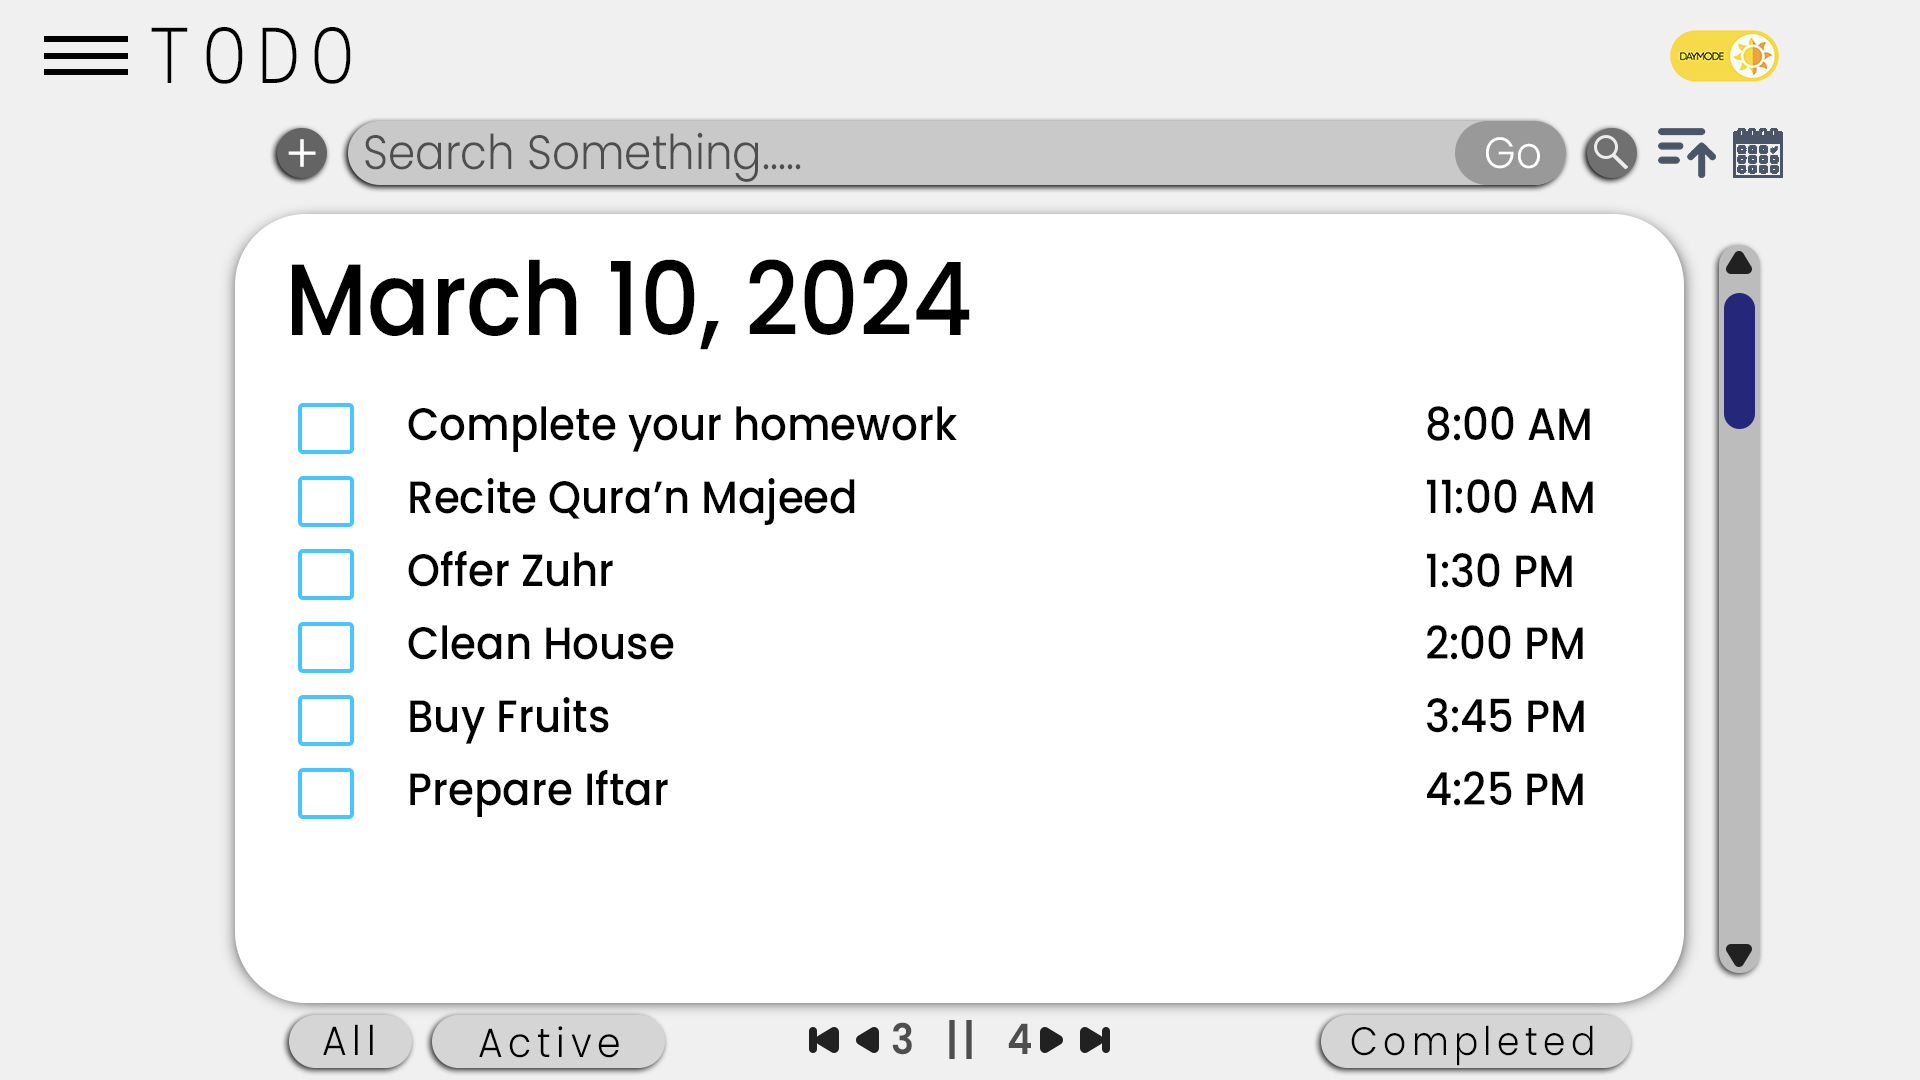 TODO
DAYMODE
Search Something.....
Go
March 10, 2024
Complete your homework 8:00 AM
Recite Qura’n Majeed 11:00 AM
Offer Zuhr 1:30 PM
Clean House 2:00 PM
Buy Fruits 3:45 PM
Prepare Iftar 4:25 PM
All
Active
3 || 4
Completed